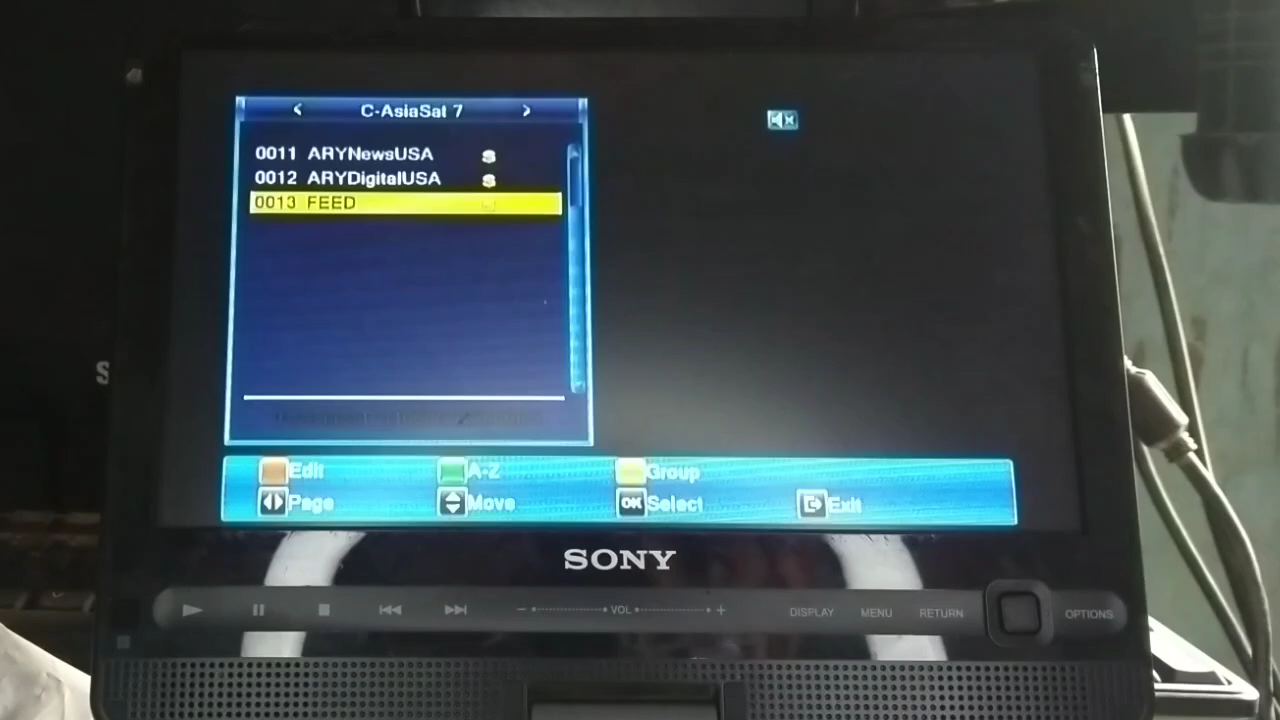 C-AsiaSat 7
0011 ARYNewsUSA $
0012 ARYDigitalUSA $
0013 FEED
Edit A-Z Group
Page Move OK Select Exit
S
SONY
− VOL + DISPLAY MENU RETURN OPTIONS